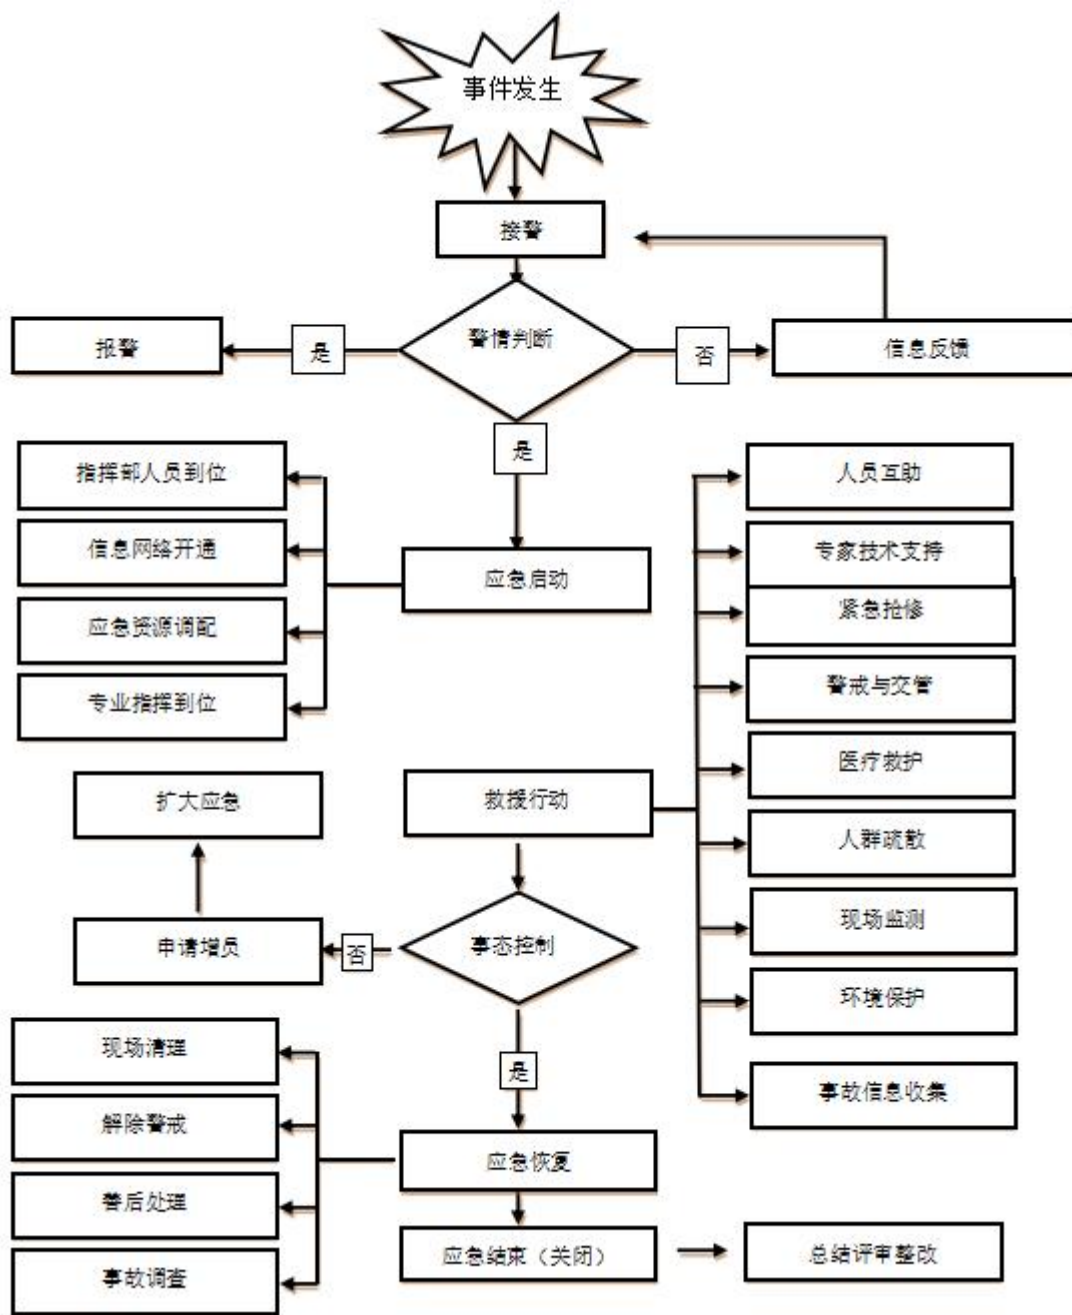 事件发生
接警
警情判断
报警
是
否
信息反馈
是
指挥部人员到位
信息网络开通
应急资源调配
专业指挥到位
应急启动
人员互助
专家技术支持
紧急抢修
警戒与交管
医疗救护
人群疏散
现场监测
环境保护
事故信息收集
救援行动
扩大应急
申请增员
否
事态控制
是
现场清理
解除警戒
善后处理
事故调查
应急恢复
应急结束（关闭）
总结评审整改